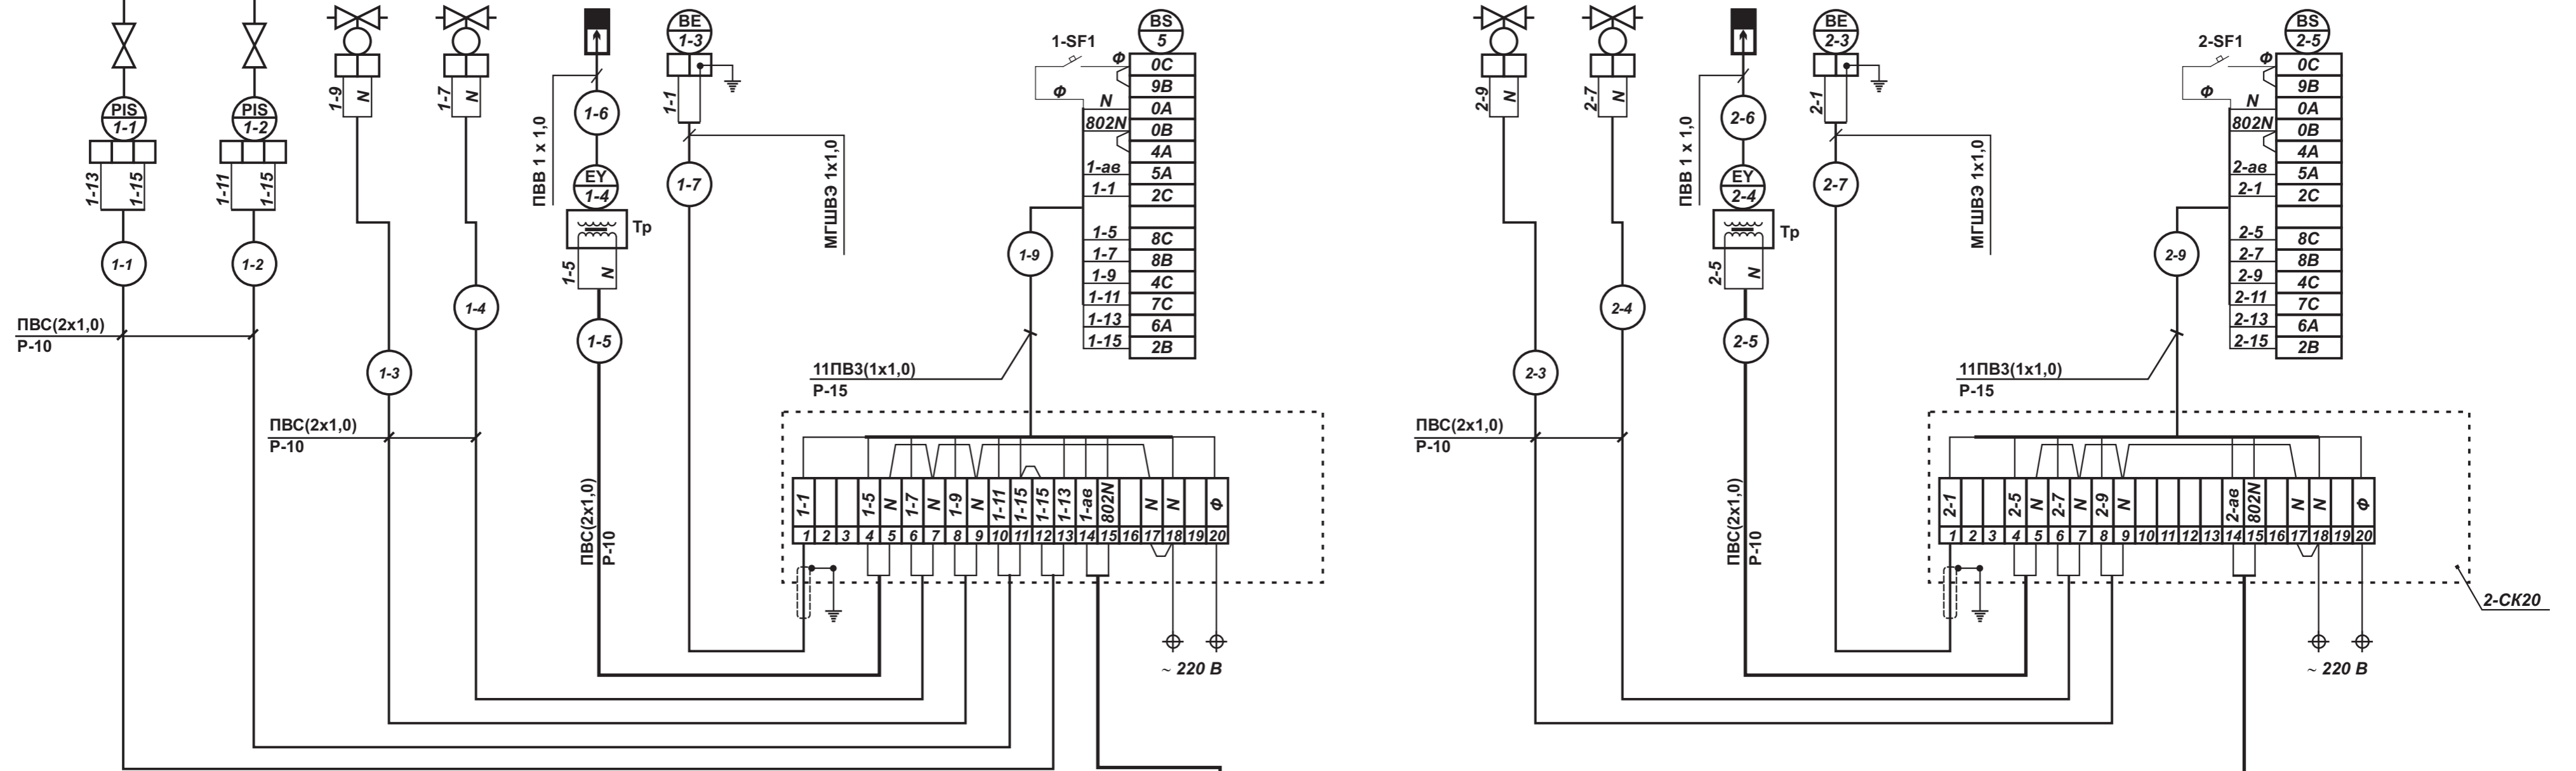 PIS
1-1
1-13
1-15
1-1
PIS
1-2
1-11
1-15
1-2
ПВС(2х1,0)
Р-10
1-9
N
1-3
1-7
N
1-4
ПВС(2х1,0)
Р-10
ПВВ 1 х 1,0
1-6
EY
1-4
Тр
1-5
N
1-5
ПВС(2х1,0)
Р-10
BE
1-3
1-1
МГШВЭ 1х1,0
1-7
1-SF1
Ф
Ф
BS
5
0C
9B
N 0A
802N 0B
4A
1-ав 5A
1-1 2C
1-5 8C
1-7 8B
1-9 4C
1-11 7C
1-13 6A
1-15 2B
1-9
11ПВ3(1х1,0)
Р-15
1-1 1-5 N 1-7 N 1-9 N 1-11 1-15 1-15 1-13 1-ав 802N N N Ф
1 2 3 4 5 6 7 8 9 10 11 12 13 14 15 16 17 18 19 20
~ 220 В
2-9
N
2-3
2-7
N
2-4
ПВС(2х1,0)
Р-10
ПВВ 1 х 1,0
2-6
EY
2-4
Тр
2-5
N
2-5
ПВС(2х1,0)
Р-10
BE
2-3
2-1
МГШВЭ 1х1,0
2-7
2-SF1
Ф
Ф
BS
2-5
0C
9B
N 0A
802N 0B
4A
2-ав 5A
2-1 2C
2-5 8C
2-7 8B
2-9 4C
2-11 7C
2-13 6A
2-15 2B
2-9
11ПВ3(1х1,0)
Р-15
2-1 2-5 N 2-7 N 2-9 N 2-ав 802N N N Ф
1 2 3 4 5 6 7 8 9 10 11 12 13 14 15 16 17 18 19 20
2-СК20
~ 220 В